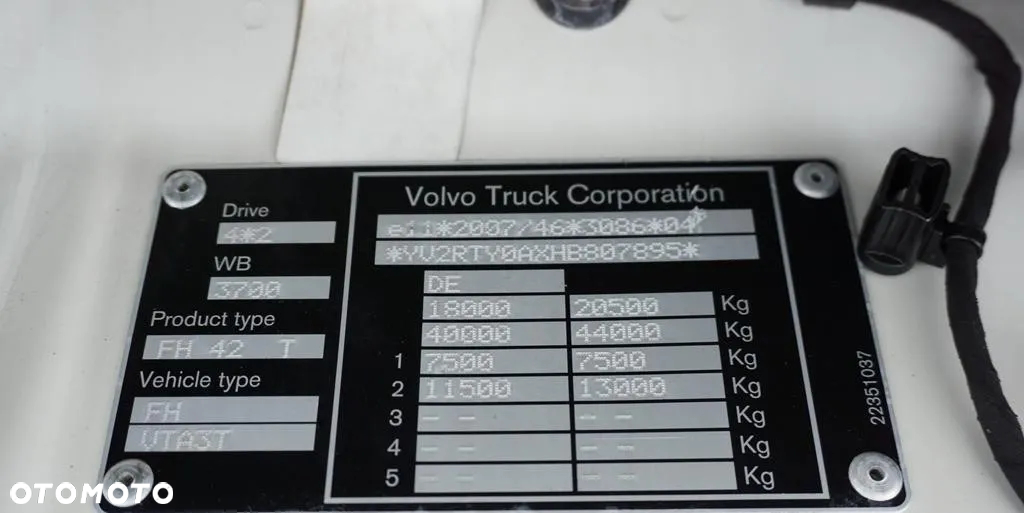 Drive
4*2
WB
3700
Product type
FH 42 T
Vehicle type
FH
VTA3T
Volvo Truck Corporation
e11*2007/46*3086*04*
*YV2RTY0AXHB807895*
DE
18000 20500 Kg
40000 44000 Kg
1 7500 7500 Kg
2 11500 13000 Kg
3 -- -- Kg
4 -- -- Kg
5 -- -- Kg
22351037
OTOMOTO